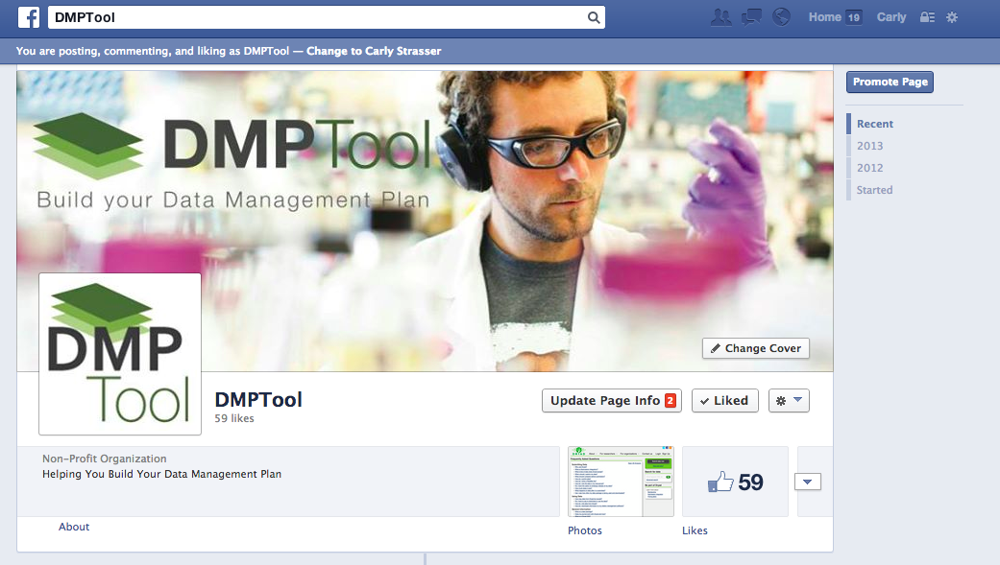 DMPTool
Home 19
Carly
You are posting, commenting, and liking as DMPTool — Change to Carly Strasser
Promote Page
Recent
2013
2012
Started
DMPTool
Build your Data Management Plan
DMP
Tool
Change Cover
DMPTool
59 likes
Update Page Info 2
Liked
Non-Profit Organization
Helping You Build Your Data Management Plan
59
About
Photos
Likes